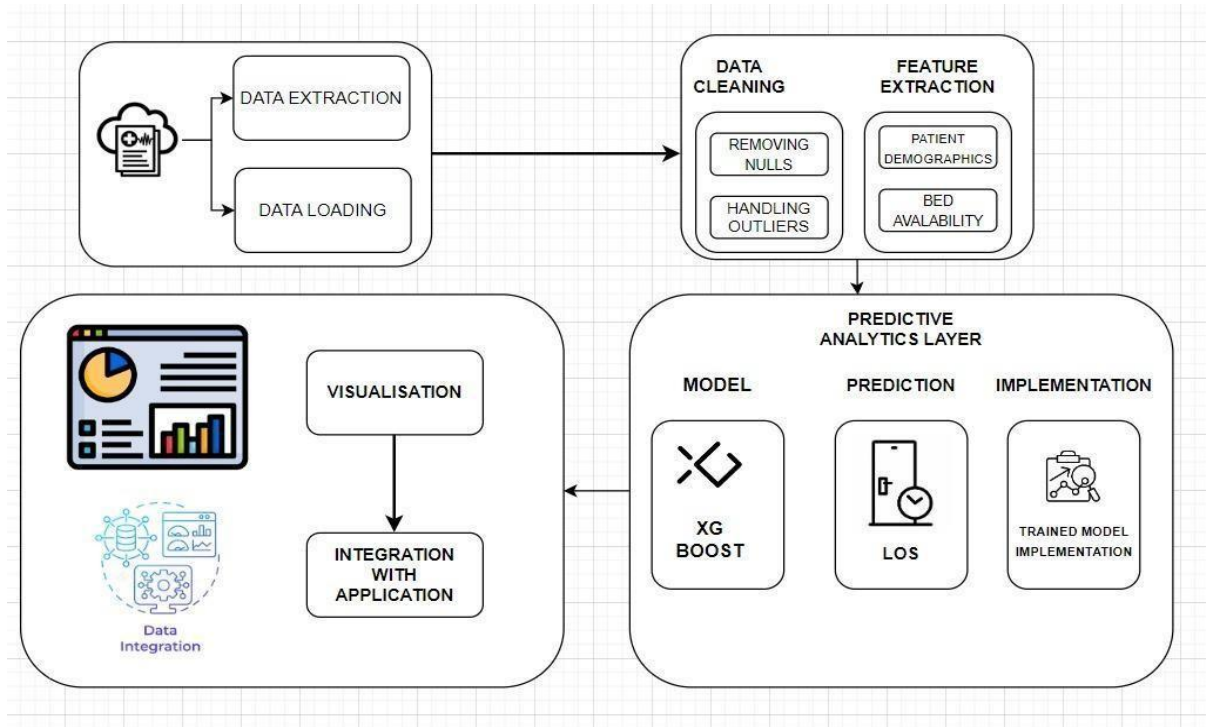 DATA EXTRACTION
DATA LOADING
DATA
CLEANING
REMOVING
NULLS
HANDLING
OUTLIERS
FEATURE
EXTRACTION
PATIENT
DEMOGRAPHICS
BED
AVALABILITY
PREDICTIVE
ANALYTICS LAYER
MODEL
XG
BOOST
PREDICTION
LOS
IMPLEMENTATION
TRAINED MODEL
IMPLEMENTATION
VISUALISATION
INTEGRATION
WITH
APPLICATION
Data
Integration